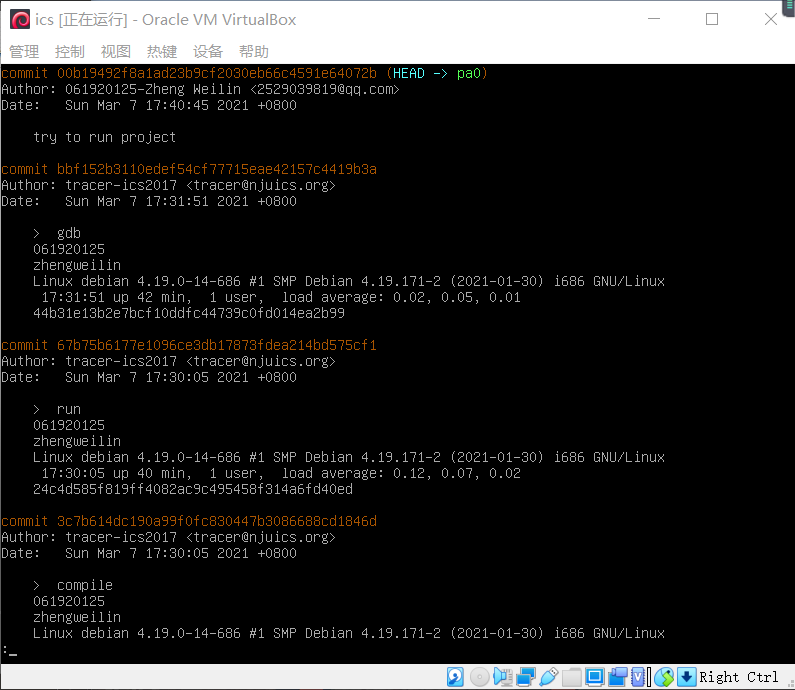 ics [正在运行] - Oracle VM VirtualBox
管理 控制 视图 热键 设备 帮助
commit 00b19492f8a1ad23b9cf2030eb66c4591e64072b (HEAD -> pa0)
Author: 061920125-Zheng Weilin <2529039819@qq.com>
Date:   Sun Mar 7 17:40:45 2021 +0800
    try to run project
commit bbf152b3110edef54cf77715eae42157c4419b3a
Author: tracer-ics2017 <tracer@njuics.org>
Date:   Sun Mar 7 17:31:51 2021 +0800
    >  gdb
    061920125
    zhengweilin
    Linux debian 4.19.0-14-686 #1 SMP Debian 4.19.171-2 (2021-01-30) i686 GNU/Linux
     17:31:51 up 42 min,  1 user,  load average: 0.02, 0.05, 0.01
    44b31e13b2e7bcf10ddfc44739c0fd014ea2b99
commit 67b75b6177e1096ce3db17873fdea214bd575cf1
Author: tracer-ics2017 <tracer@njuics.org>
Date:   Sun Mar 7 17:30:05 2021 +0800
    >  run
    061920125
    zhengweilin
    Linux debian 4.19.0-14-686 #1 SMP Debian 4.19.171-2 (2021-01-30) i686 GNU/Linux
     17:30:05 up 40 min,  1 user,  load average: 0.12, 0.07, 0.02
    24c4d585f819ff4082ac9c495458f314a6fd40ed
commit 3c7b614dc190a99f0fc830447b3086688cd1846d
Author: tracer-ics2017 <tracer@njuics.org>
Date:   Sun Mar 7 17:30:05 2021 +0800
    >  compile
    061920125
    zhengweilin
    Linux debian 4.19.0-14-686 #1 SMP Debian 4.19.171-2 (2021-01-30) i686 GNU/Linux
:_
Right Ctrl